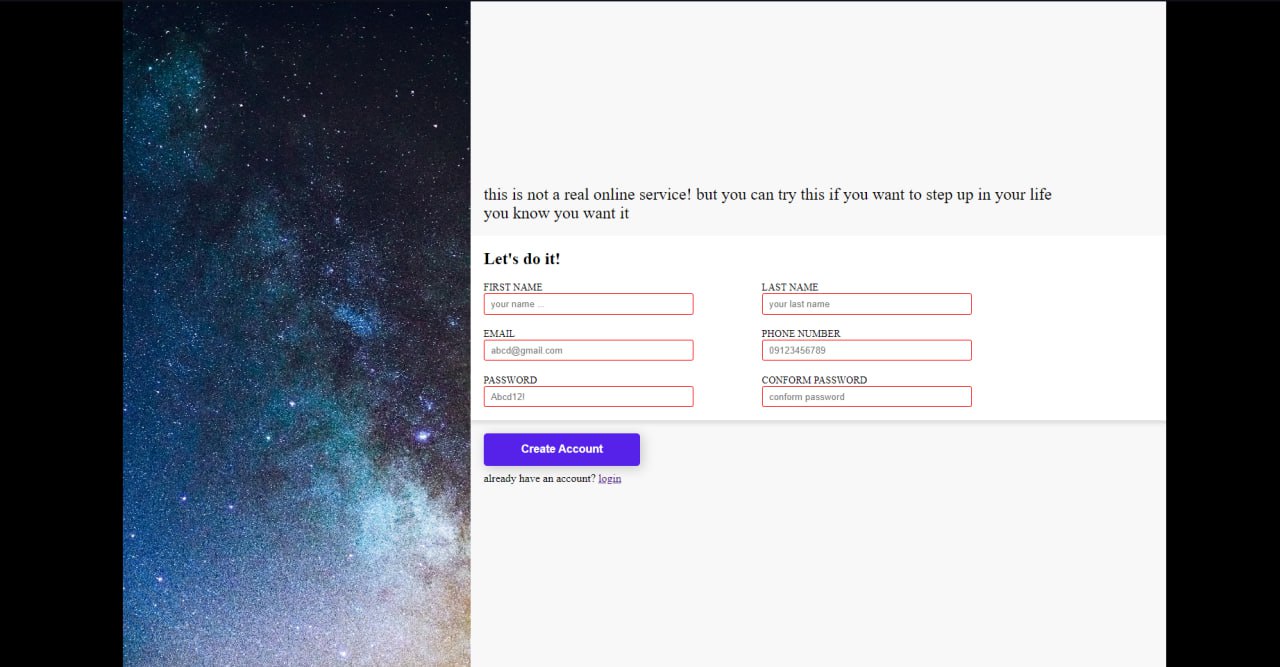 this is not a real online service! but you can try this if you want to step up in your life
you know you want it
Let's do it!
FIRST NAME
LAST NAME
your name ...
your last name
EMAIL
PHONE NUMBER
abcd@gmail.com
09123456789
PASSWORD
CONFORM PASSWORD
Abcd12!
conform password
Create Account
already have an account? login